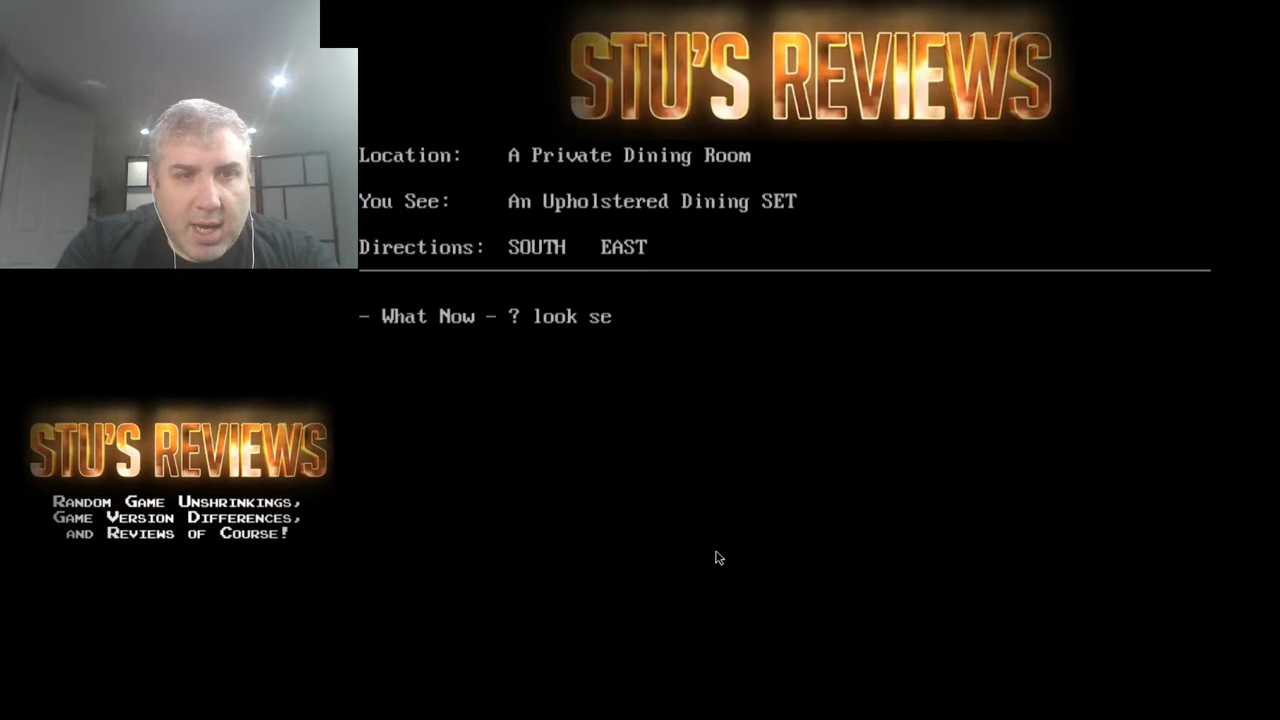 STU'S REVIEWS
Location: A Private Dining Room
You See: An Upholstered Dining SET
Directions: SOUTH EAST
- What Now - ? look se
STU'S REVIEWS
Random Game Unshrinkings,
Game Version Differences,
and Reviews of Course!